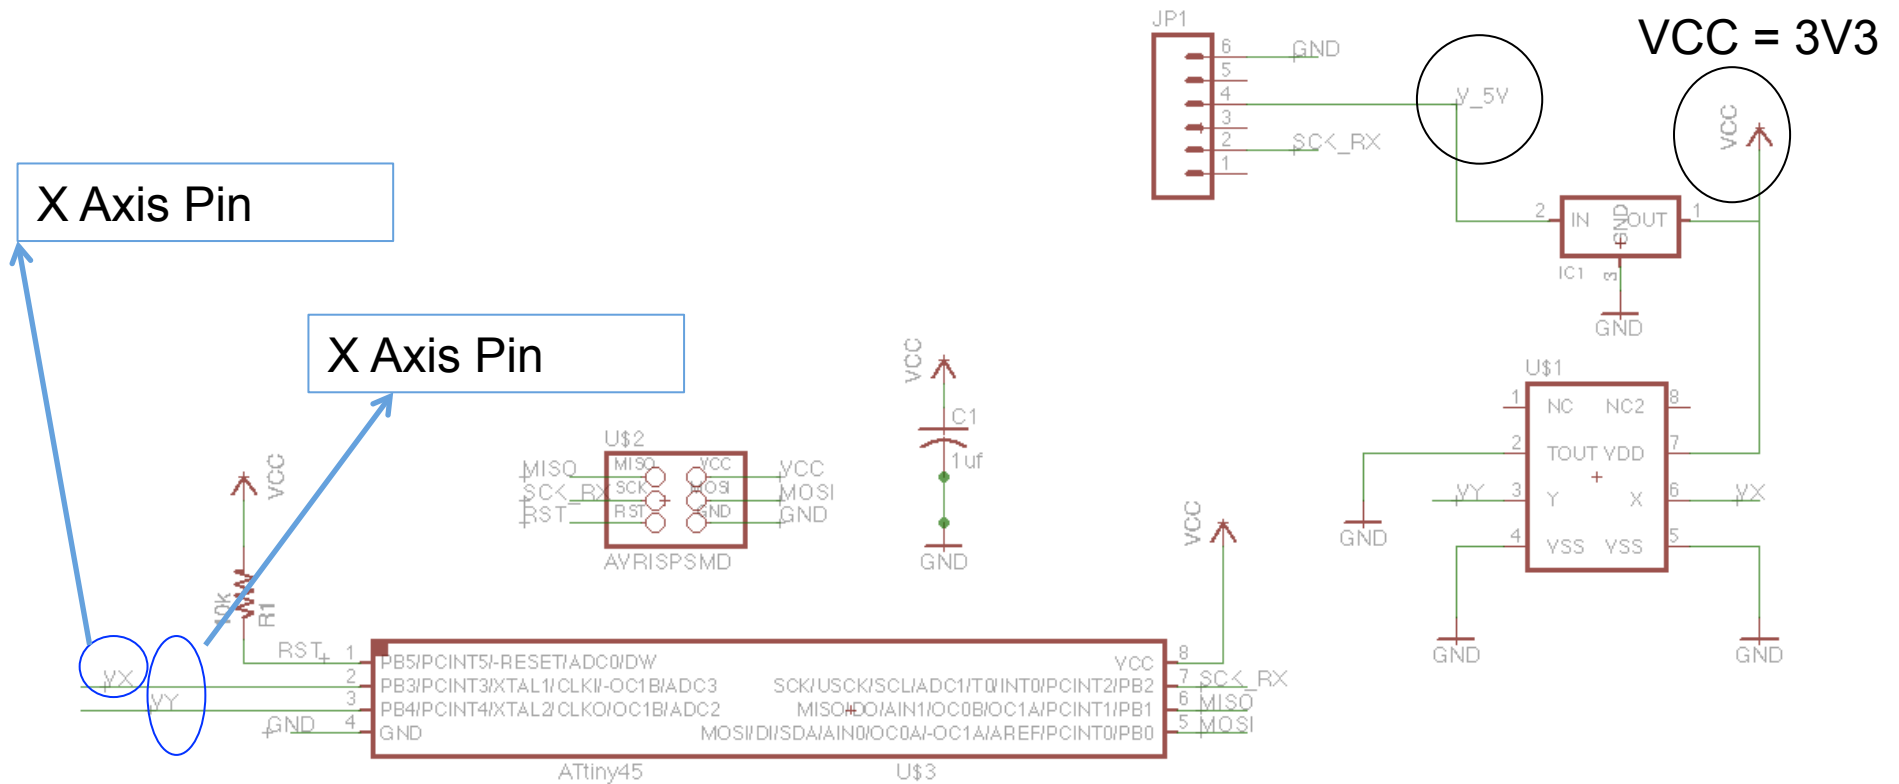 JP1
6
GND
5
4
V_5V
3
2
SCK_RX
1
VCC = 3V3
VCC
2
IN
GND
OUT
1
IC1
3
GND
X Axis Pin
X Axis Pin
U$1
1
NC
NC2
8
2
TOUT
VDD
7
VY
3
Y
X
6
VX
4
VSS
VSS
5
GND
GND
GND
VCC
C1
1uf
GND
U$2
MISO
MISO
VCC
VCC
SCK_RX
SCK
MOSI
MOSI
RST
RST
GND
GND
AVRISPSMD
VCC
10k
R1
VCC
RST
1
PB5/PCINT5/-RESET/ADC0/DW
VCC
8
VX
2
PB3/PCINT3/XTAL1/CLKI/-OC1B/ADC3
SCK/USCK/SCL/ADC1/T0/INT0/PCINT2/PB2
7
SCK_RX
VY
3
PB4/PCINT4/XTAL2/CLKO/OC1B/ADC2
MISO/DO/AIN1/OC0B/OC1A/PCINT1/PB1
6
MISO
GND
4
GND
MOSI/DI/SDA/AIN0/OC0A/-OC1A/AREF/PCINT0/PB0
5
MOSI
ATtiny45
U$3